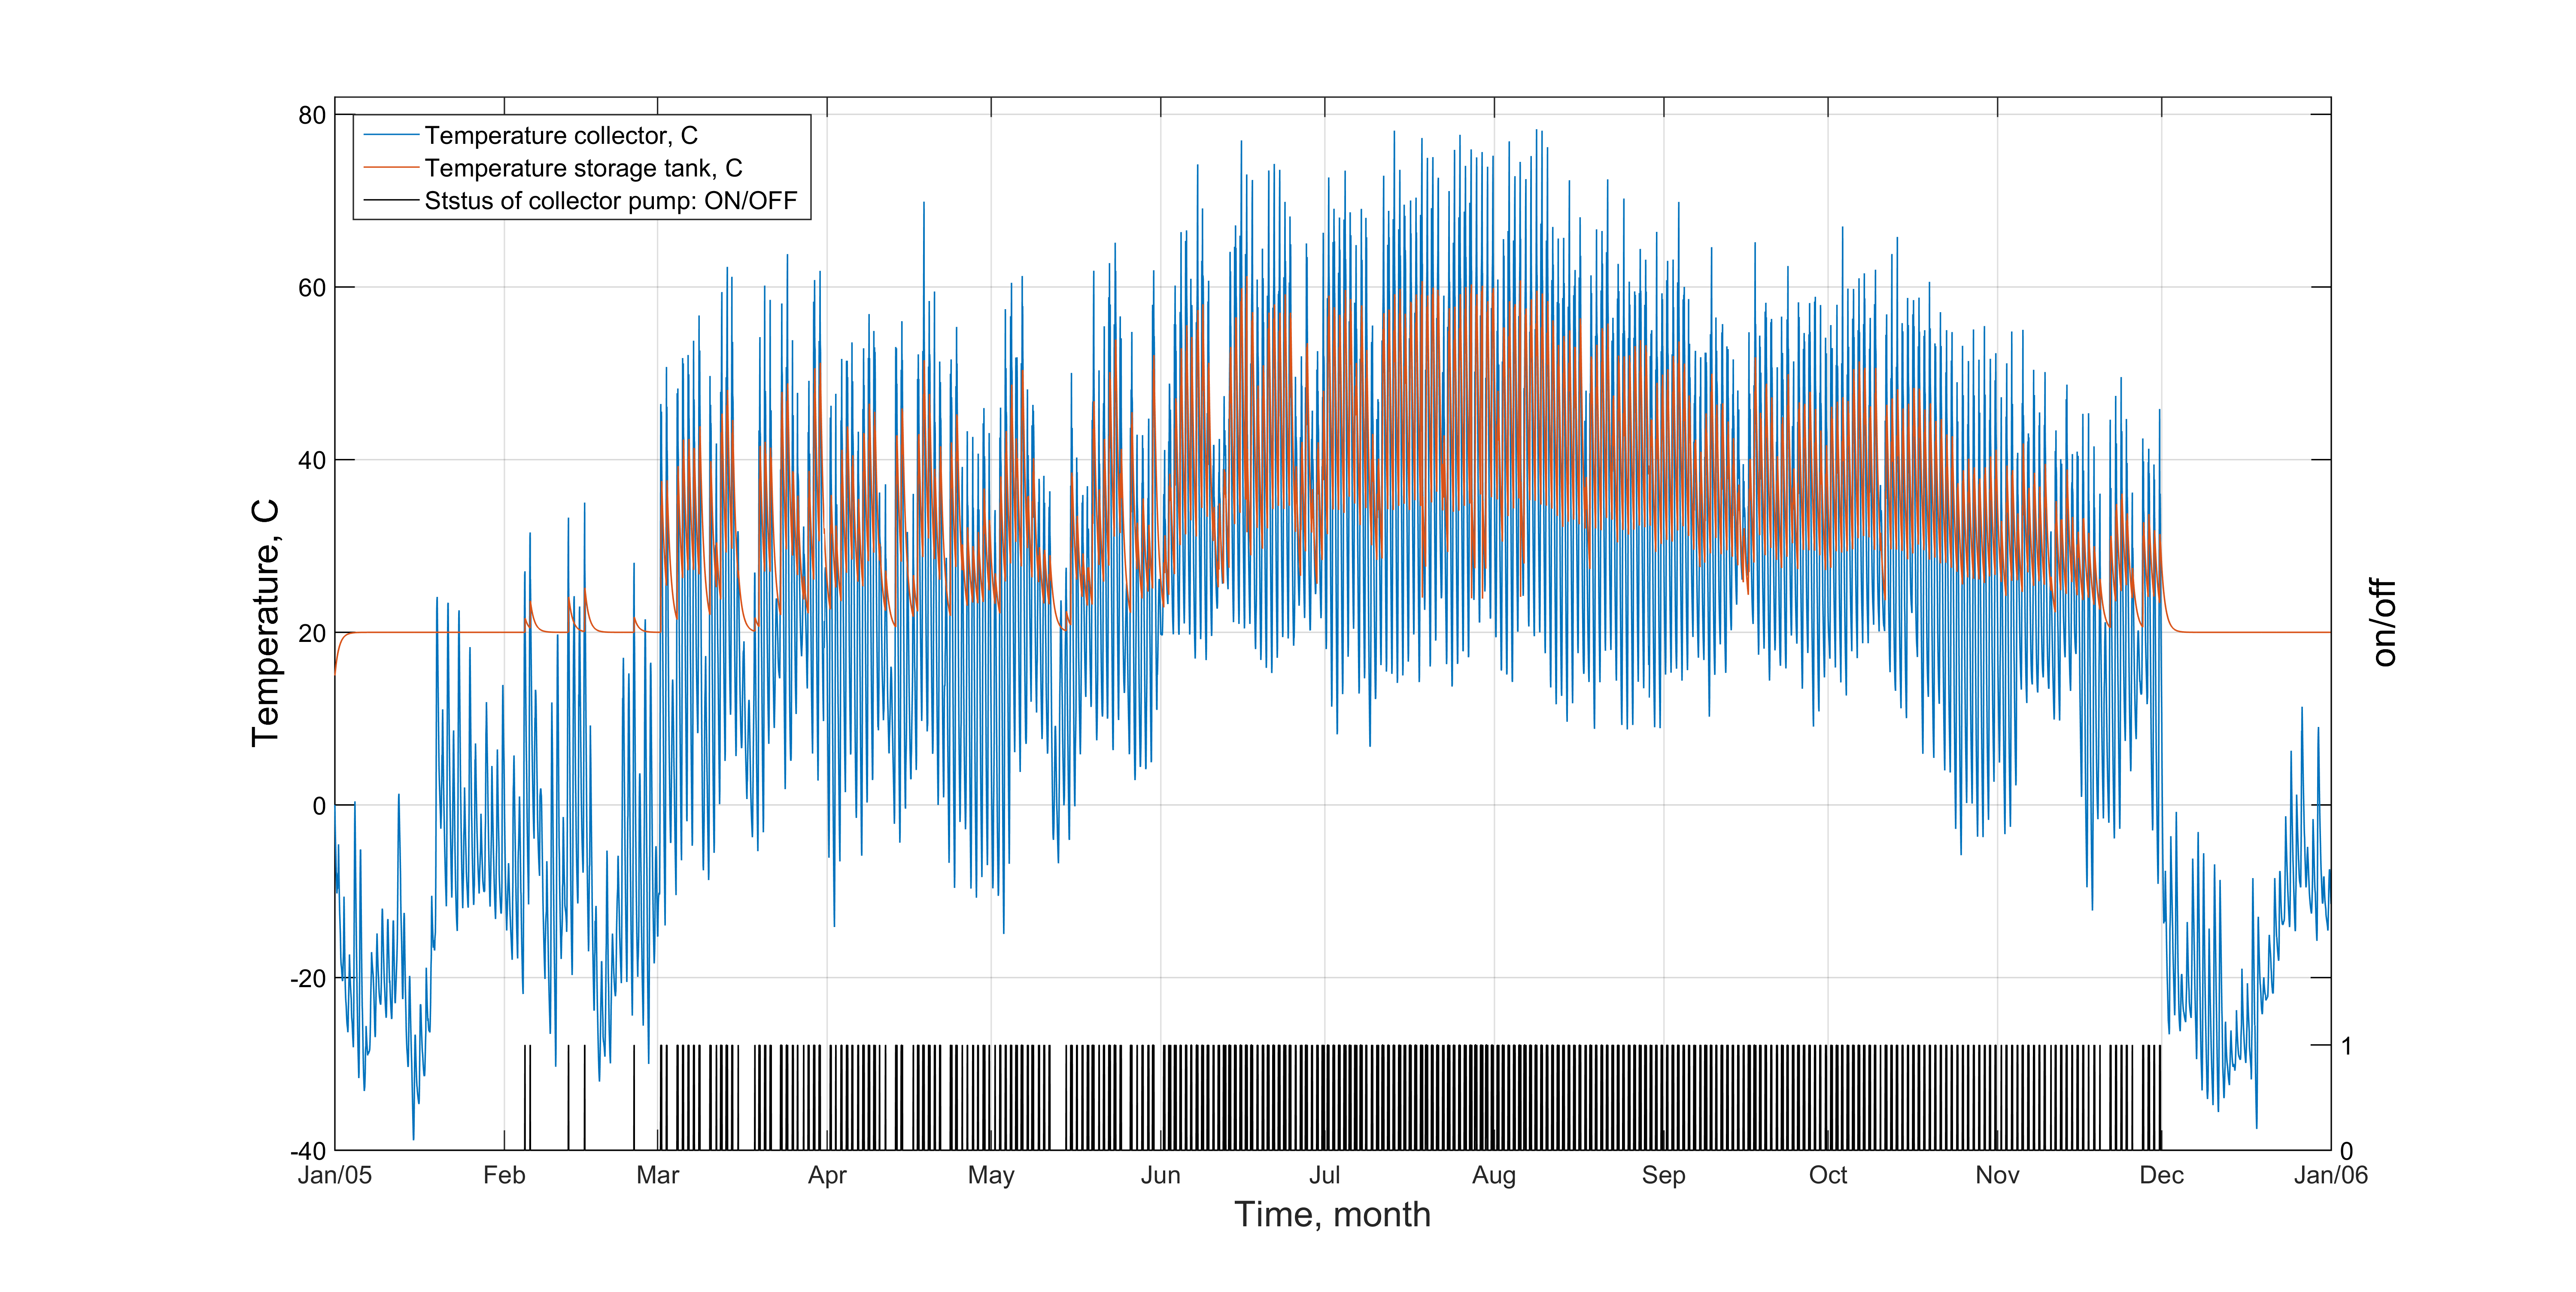 80
60
40
20
0
-20
-40
Temperature, C
Temperature collector, C
Temperature storage tank, C
Ststus of collector pump: ON/OFF
on/off
1
0
Jan/05 Feb Mar Apr May Jun Jul Aug Sep Oct Nov Dec Jan/06
Time, month